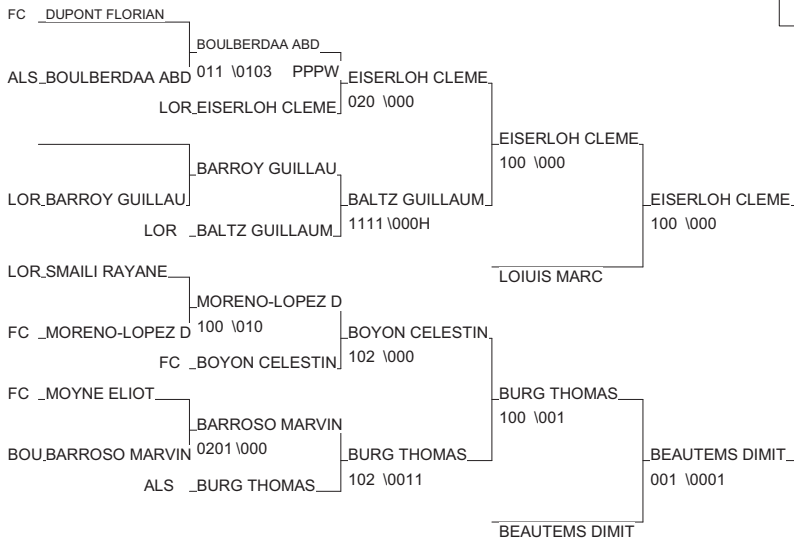 FC DUPONT FLORIAN
BOULBERDAA ABD
ALS BOULBERDAA ABD 011 \0103 PPPW EISERLOH CLEME
LOR EISERLOH CLEME 020 \000
EISERLOH CLEME
100 \000
BARROY GUILLAU
LOR BARROY GUILLAU BALTZ GUILLAUM EISERLOH CLEME
LOR BALTZ GUILLAUM 1111 \000H 100 \000
LOR SMAILI RAYANE LOIUIS MARC
MORENO-LOPEZ D
FC MORENO-LOPEZ D 100 \010 BOYON CELESTIN
FC BOYON CELESTIN 102 \000
FC MOYNE ELIOT BURG THOMAS
100 \001
BARROSO MARVIN
BOU BARROSO MARVIN 0201 \000 BURG THOMAS BEAUTEMS DIMIT
ALS BURG THOMAS 102 \0011 001 \0001
BEAUTEMS DIMIT